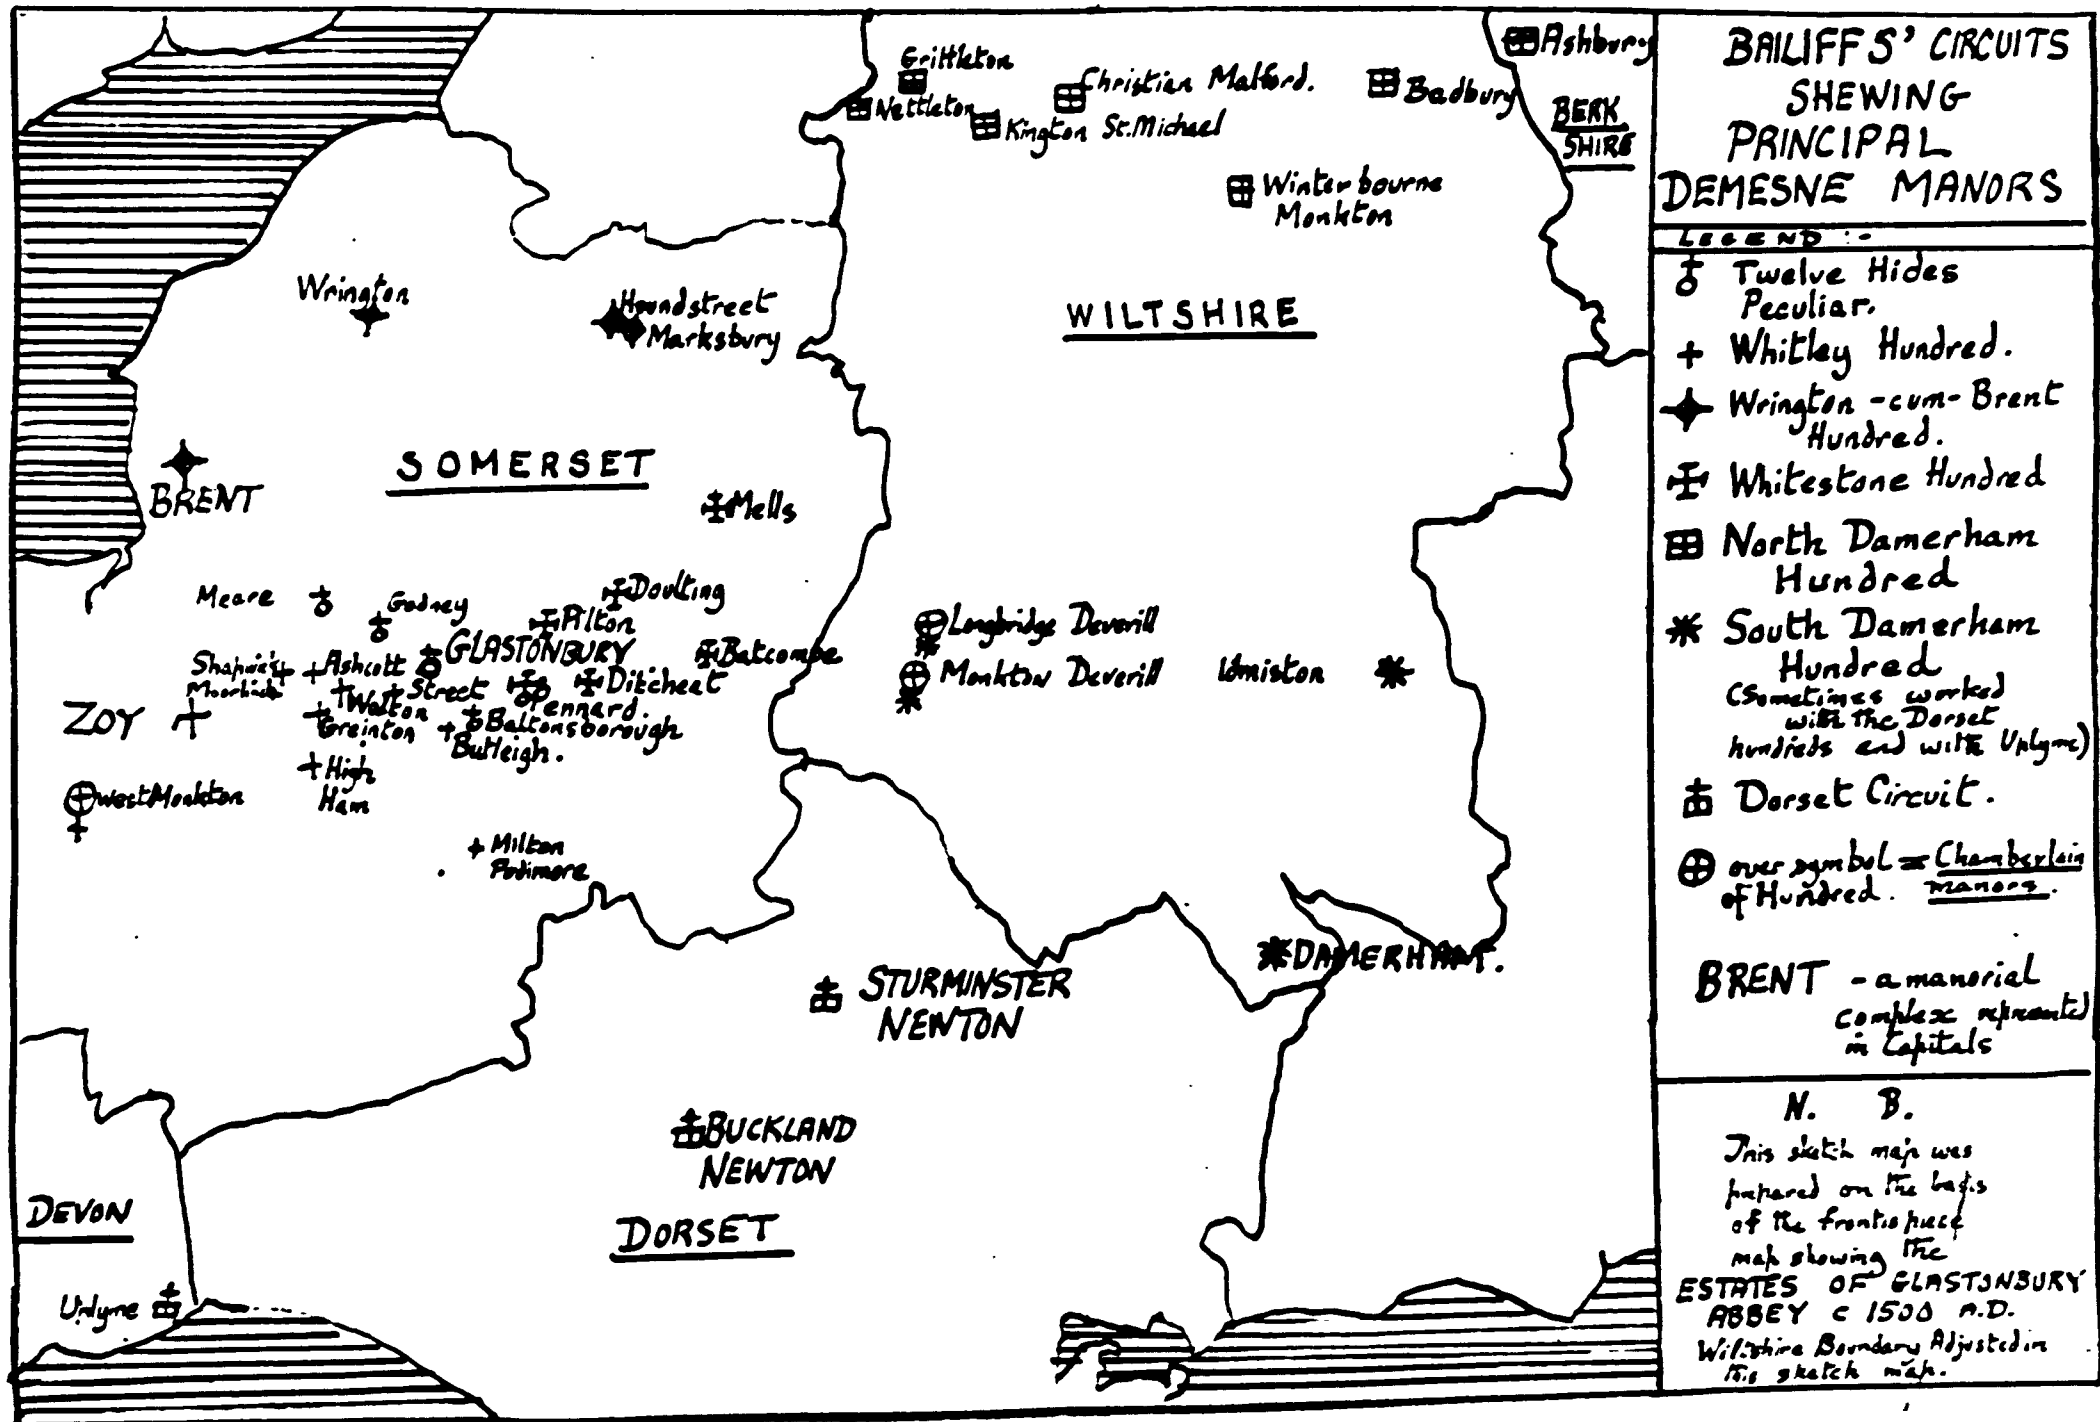 BAILIFFS' CIRCUITS
SHEWING
PRINCIPAL
DEMESNE MANORS
LEGEND :-
Twelve Hides
Peculiar.
Whitley Hundred.
Wrington -cum- Brent
Hundred.
Whitestone Hundred
North Damerham
Hundred
South Damerham
Hundred
(Sometimes worked
with the Dorset
hundreds and with Uplyme)
Dorset Circuit.
over symbol = Chamberlain
of Hundred. manors.
BRENT - a manorial
complex represented
in Capitals
N. B.
This sketch map was
prepared on the basis
of the frontispiece
map showing the
ESTATES OF GLASTONBURY
ABBEY c 1500 A.D.
Wiltshire Boundary Adjusted in
this sketch map.
Grittleton
Nettleton
Christian Malford.
Kington St. Michael
Badbury
Ashbury
BERK
SHIRE
Winterbourne
Monkton
WILTSHIRE
Wrington
Houndstreet
Marksbury
SOMERSET
BRENT
Mells
Meare
Godney
Doulting
Pilton
GLASTONBURY
Batcombe
Shapwick
Moorlinch
Ashcott
Street
Walton
Greinton
Ditcheat
Pennard.
Baltonsborough
Butleigh.
ZOY
High
Ham
West Monkton
Milton
Podimore
Longbridge Deverill
Monkton Deverill
Idmiston
DAMERHAM.
STURMINSTER
NEWTON
BUCKLAND
NEWTON
DORSET
DEVON
Uplyme